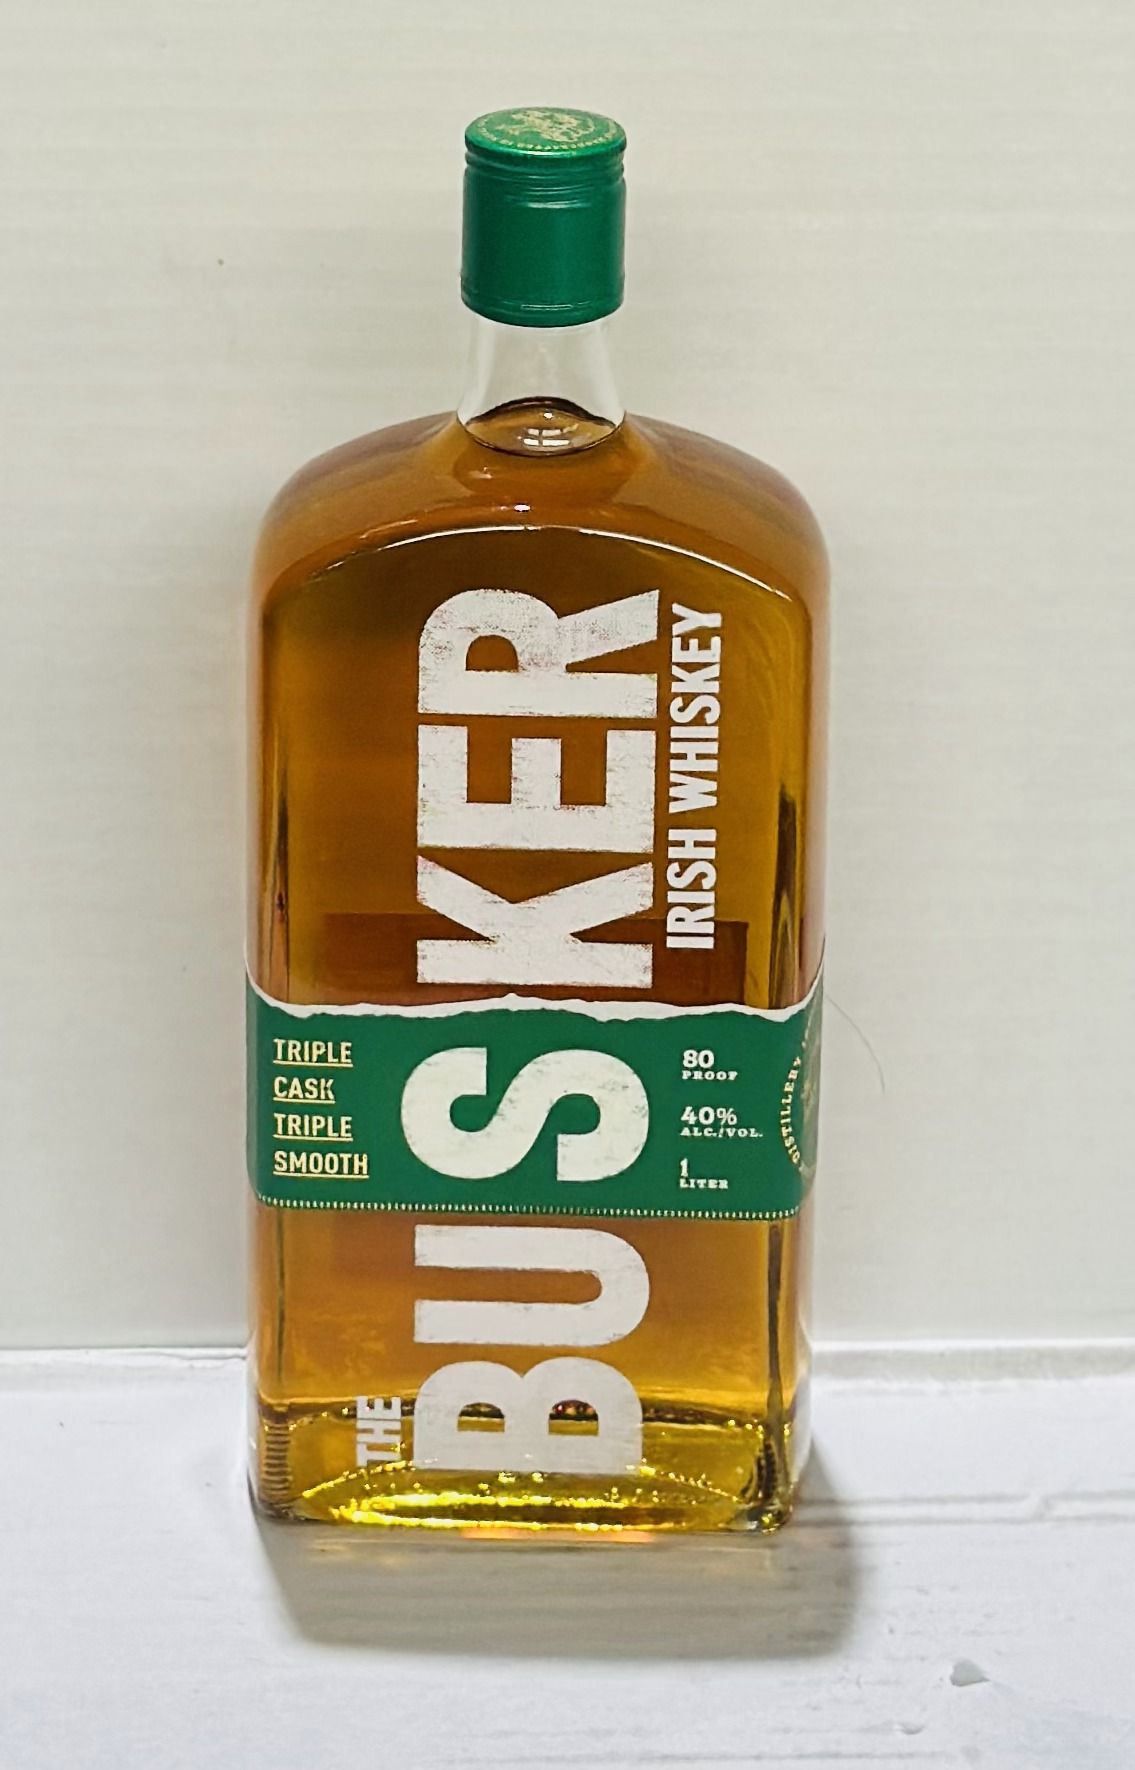 THE
BUSKER
IRISH WHISKEY
TRIPLE
CASK
TRIPLE
SMOOTH
80
PROOF
40%
ALC./VOL.
1
LITER
DISTILLERY